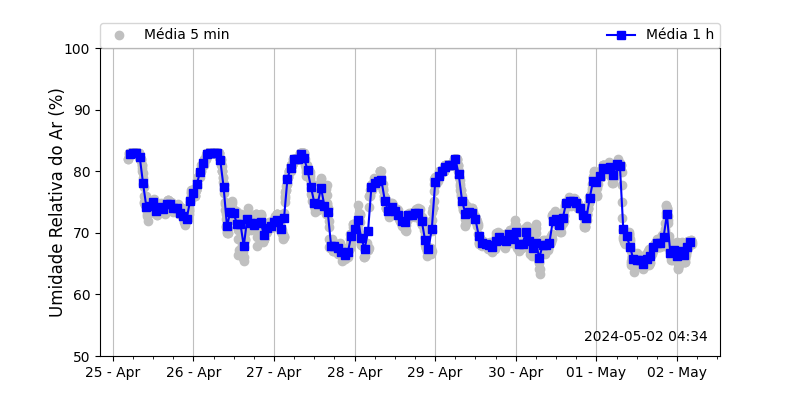 Média 5 min
Média 1 h
Umidade Relativa do Ar (%)
100
90
80
70
60
50
2024-05-02 04:34
25 - Apr
26 - Apr
27 - Apr
28 - Apr
29 - Apr
30 - Apr
01 - May
02 - May